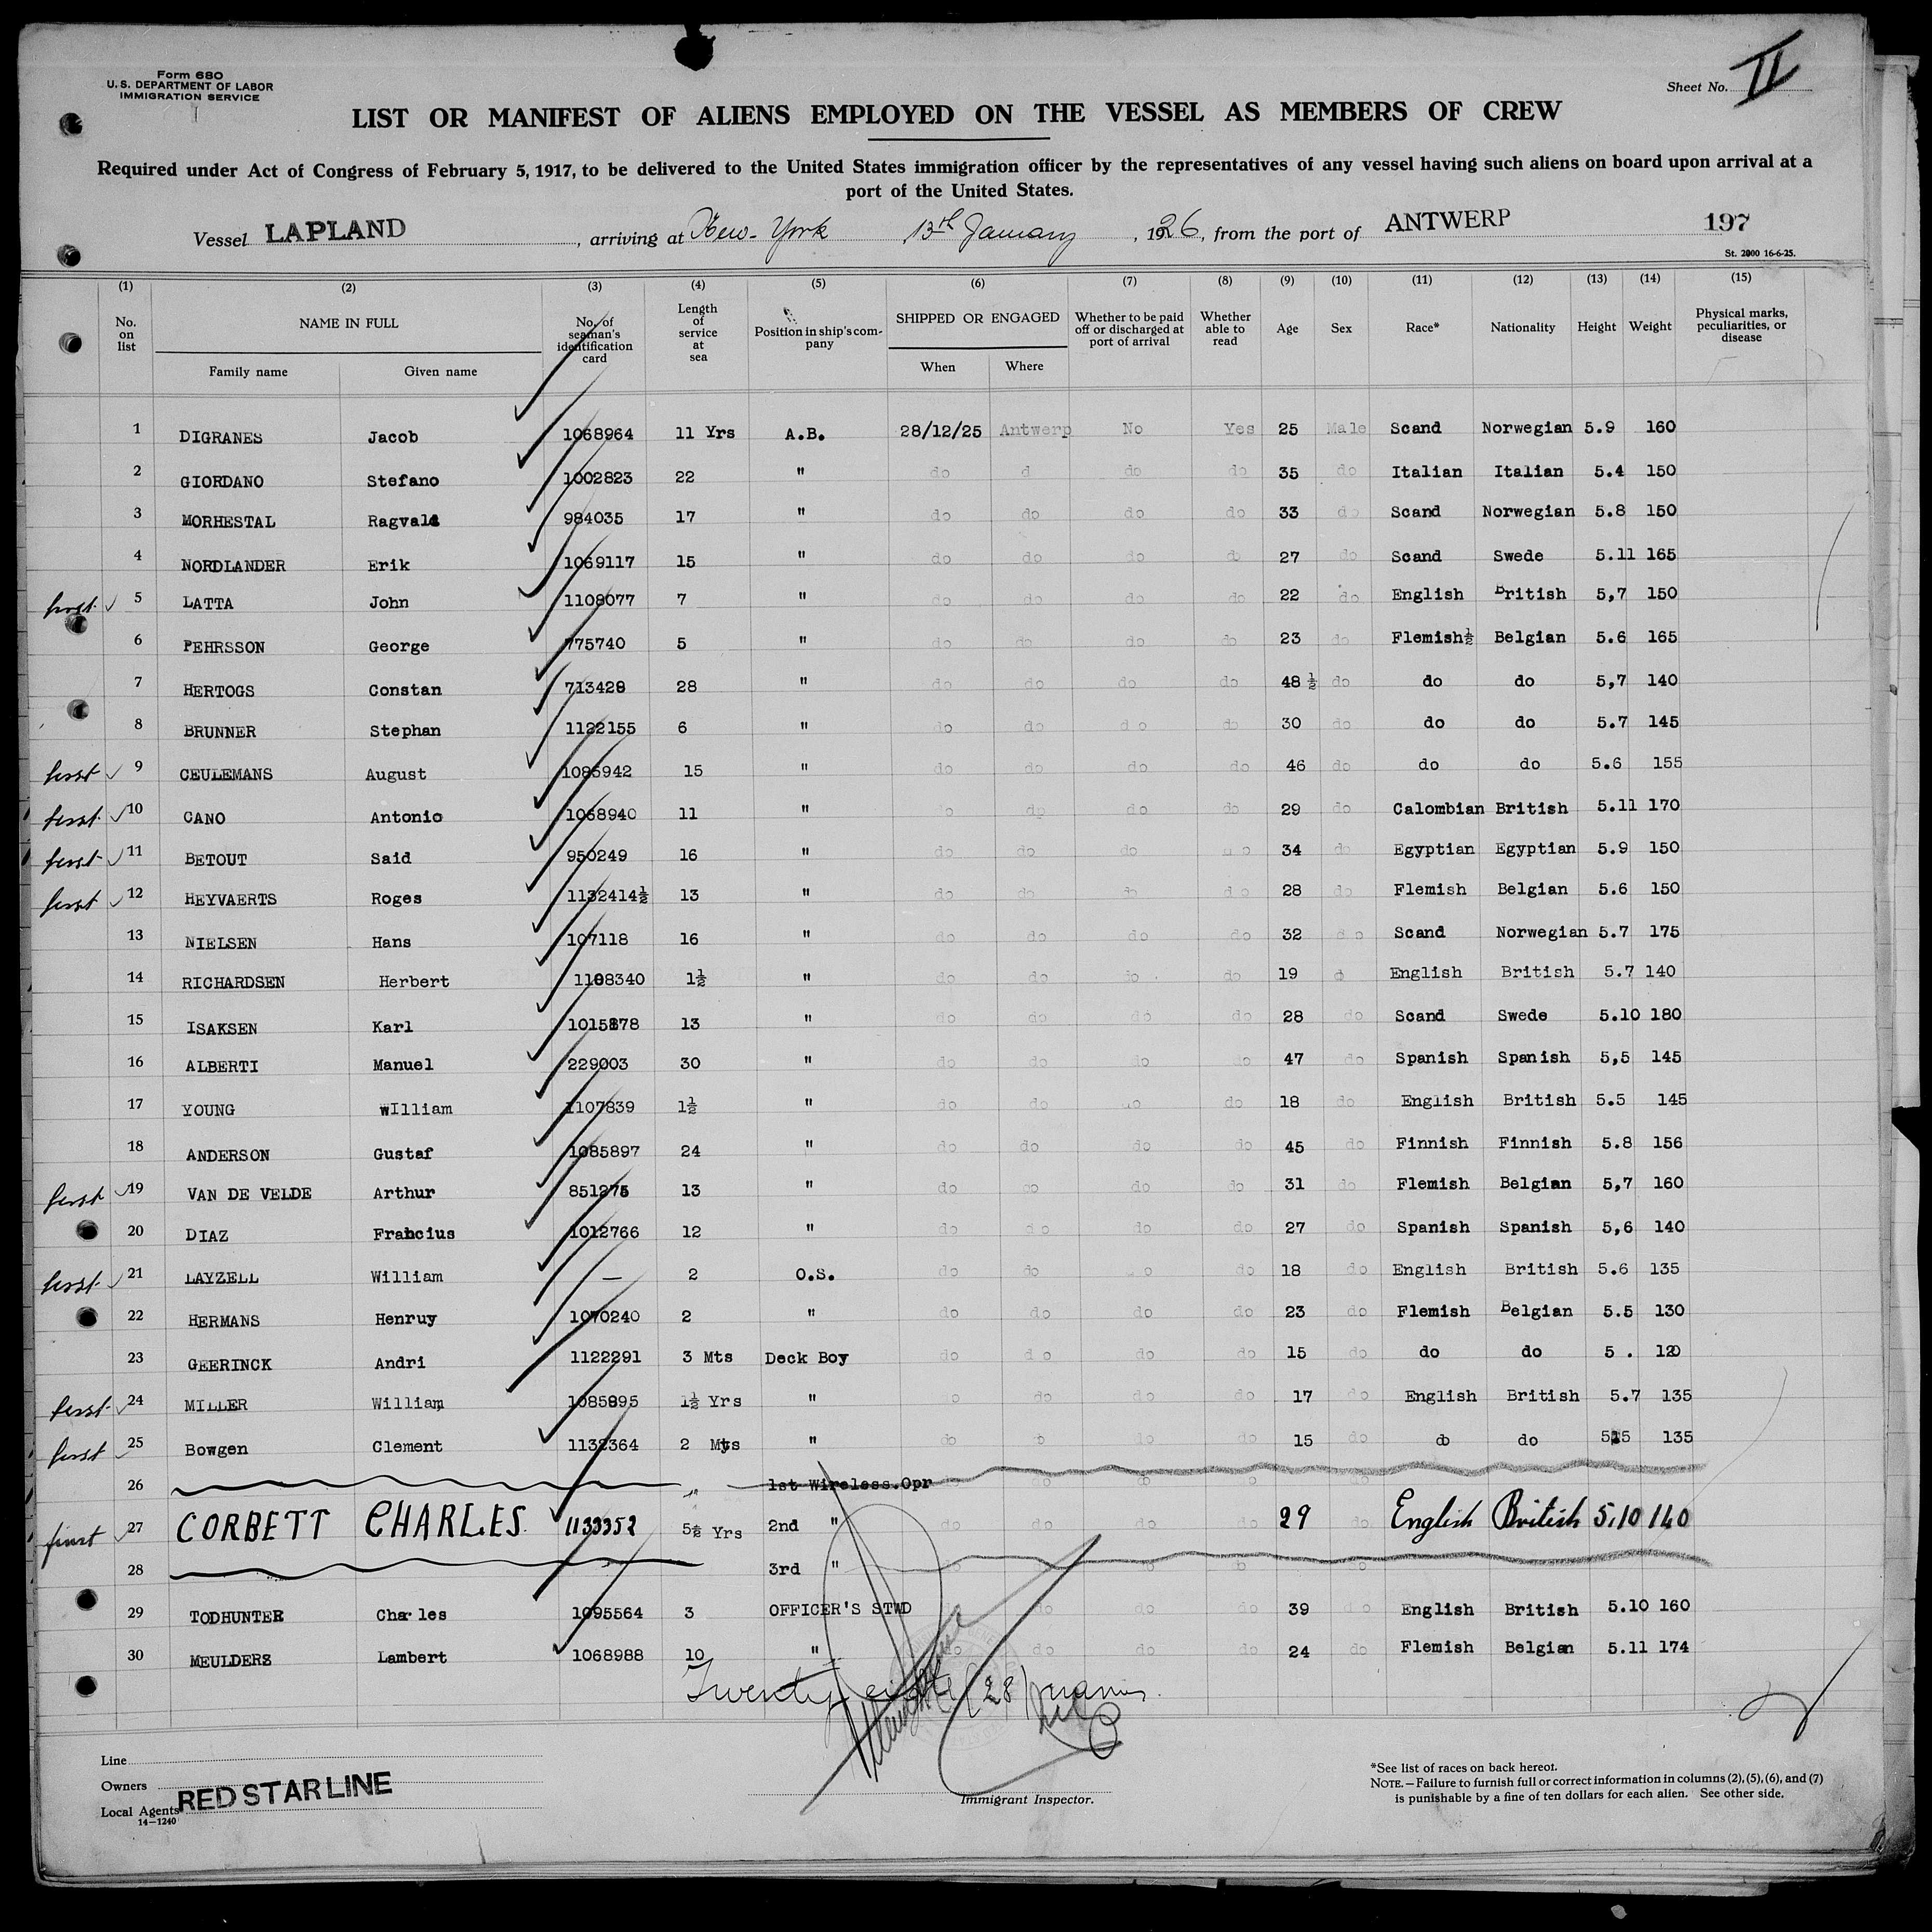 Form 680
U. S. DEPARTMENT OF LABOR
IMMIGRATION SERVICE
Sheet No. II
LIST OR MANIFEST OF ALIENS EMPLOYED ON THE VESSEL AS MEMBERS OF CREW
Required under Act of Congress of February 5, 1917, to be delivered to the United States immigration officer by the representatives of any vessel having such aliens on board upon arrival at a
port of the United States.
Vessel LAPLAND, arriving at New-York 13th January, 1926, from the port of ANTWERP 197
St. 2000 16-6-25.
(1) (2) (3) (4) (5) (6) (7) (8) (9) (10) (11) (12) (13) (14) (15)
No. on list NAME IN FULL Family name Given name No. of seaman's identification card Length of service at sea Position in ship's company SHIPPED OR ENGAGED When Where Whether to be paid off or discharged at port of arrival Whether able to read Age Sex Race* Nationality Height Weight Physical marks, peculiarities, or disease
1 DIGRANES Jacob 1068964 11 Yrs A.B. 28/12/25 Antwerp No Yes 25 Male Scand Norwegian 5.9 160
2 GIORDANO Stefano 1002823 22 " do d do do 35 do Italian Italian 5.4 150
3 MORHESTAL Ragvald 984035 17 " do do do do 33 do Scand Norwegian 5.8 150
4 NORDLANDER Erik 1069117 15 " do do do do 27 do Scand Swede 5.11 165
first 5 LATTA John 1108077 7 " do do do do 22 do English British 5,7 150
6 PEHRSSON George 775740 5 " do do do do 23 do Flemish½ Belgian 5.6 165
7 HERTOGS Constan 713428 28 " do do do do 48 ½ do do do 5,7 140
8 BRUNNER Stephan 1122155 6 " do do do do 30 do do do 5.7 145
first 9 CEULEMANS August 1085942 15 " do do do do 46 do do do 5.6 155
first 10 CANO Antonio 1068940 11 " do do do do 29 do Calombian British 5.11 170
first 11 BETOUT Said 950249 16 " do do do do 34 do Egyptian Egyptian 5.9 150
first 12 HEYVAERTS Roges 1132414½ 13 " do do do do 28 do Flemish Belgian 5.6 150
13 NIELSEN Hans 107118 16 " do do do do 32 do Scand Norwegian 5.7 175
14 RICHARDSEN Herbert 1108340 1½ " do do do do 19 d English British 5.7 140
15 ISAKSEN Karl 1015878 13 " do do do do 28 do Scand Swede 5.10 180
16 ALBERTI Manuel 229003 30 " do do do do 47 do Spanish Spanish 5,5 145
17 YOUNG wIlliam 1107839 1½ " do do do do 18 do English British 5.5 145
18 ANDERSON Gustaf 1085897 24 " do do do do 45 do Finnish Finnish 5.8 156
first 19 VAN DE VELDE Arthur 851275 13 " do do do do 31 do Flemish Belgian 5,7 160
20 DIAZ Francius 1012766 12 " do do do do 27 do Spanish Spanish 5,6 140
first 21 LAYZELL William — 2 O.S. do do do do 18 do English British 5.6 135
22 HERMANS Henruy 1070240 2 " do do do do 23 do Flemish Belgian 5.5 130
23 GEERINCK Andri 1122291 3 Mts Deck Boy do do do do 15 do do do 5 . 120
first 24 MILLER William 1085895 1½ Yrs " do do do do 17 do English British 5.7 135
first 25 Bowgen Clement 1132364 2 Mts " do do do do 15 do do do 135
26 " 1st Wireless.Opr
first 27 CORBETT CHARLES 1133352 5½ Yrs 2nd " do do do do 29 do English British 5.10 140
28 3rd "
29 TODHUNTER Charles 1095564 3 OFFICER'S STWD do do do 39 do English British 5.10 160
30 MEULDERS Lambert 1068988 10 " do do do do 24 do Flemish Belgian 5.11 174
Twenty eight (28)
Line
Owners RED STAR LINE
Local Agents
14—1240
Immigrant Inspector.
*See list of races on back hereof.
NOTE.—Failure to furnish full or correct information in columns (2), (5), (6), and (7)
is punishable by a fine of ten dollars for each alien. See other side.